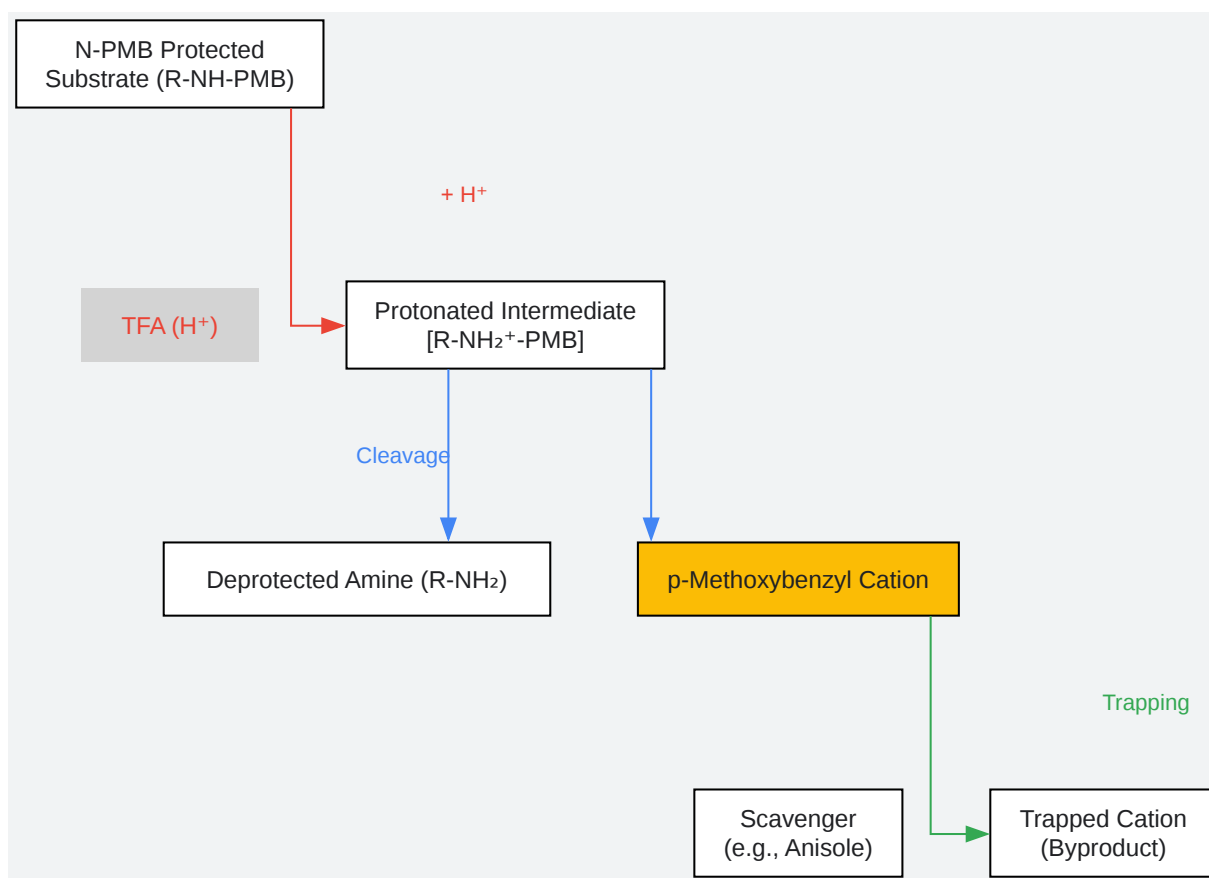 N-PMB Protected
Substrate (R-NH-PMB)
+ H⁺
TFA (H⁺)
Protonated Intermediate
[R-NH₂⁺-PMB]
Cleavage
Deprotected Amine (R-NH₂)
p-Methoxybenzyl Cation
Trapping
Scavenger
(e.g., Anisole)
Trapped Cation
(Byproduct)